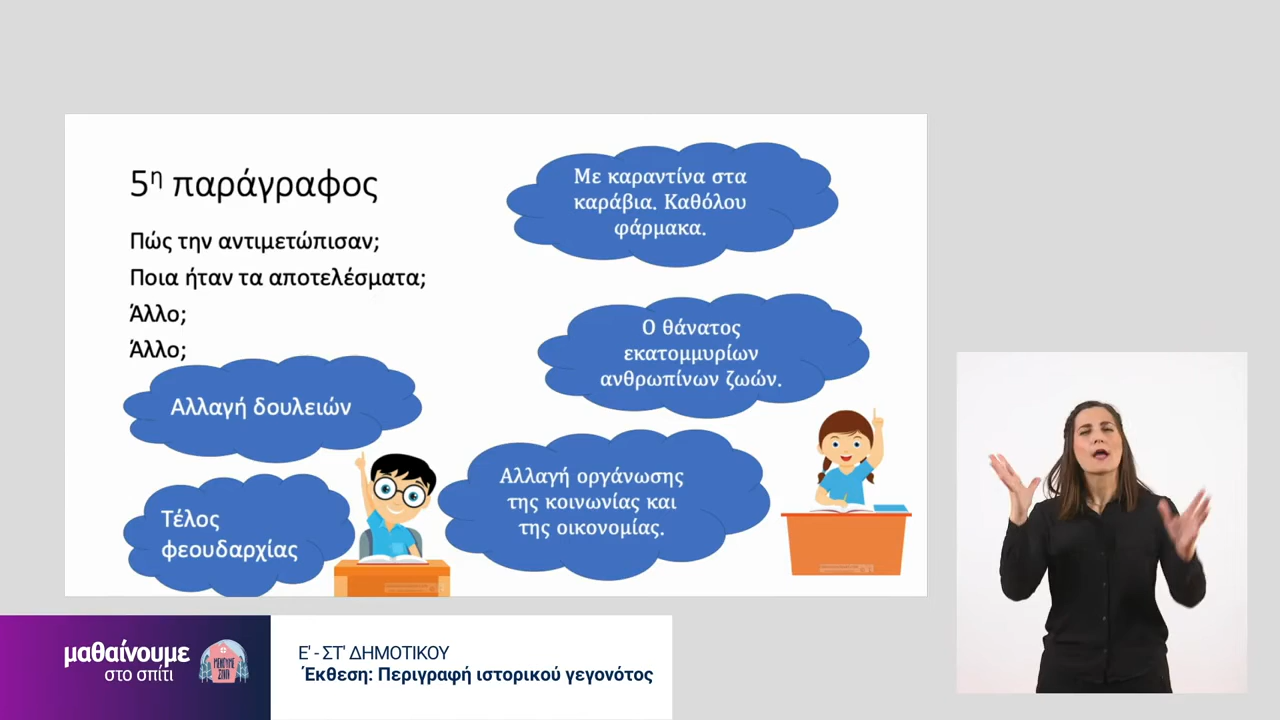 5η παράγραφος
Πώς την αντιμετώπισαν;
Ποια ήταν τα αποτελέσματα;
Άλλο;
Άλλο;
Με καραντίνα στα
καράβια. Καθόλου
φάρμακα.
Ο θάνατος
εκατομμυρίων
ανθρωπίνων ζωών.
Αλλαγή δουλειών
Αλλαγή οργάνωσης
της κοινωνίας και
της οικονομίας.
Τέλος
φεουδαρχίας
μαθαίνουμε
στο σπίτι
ΜΕΝΟΥΜΕ
ΣΠΙΤΙ
Ε' - ΣΤ' ΔΗΜΟΤΙΚΟΥ
Έκθεση: Περιγραφή ιστορικού γεγονότος